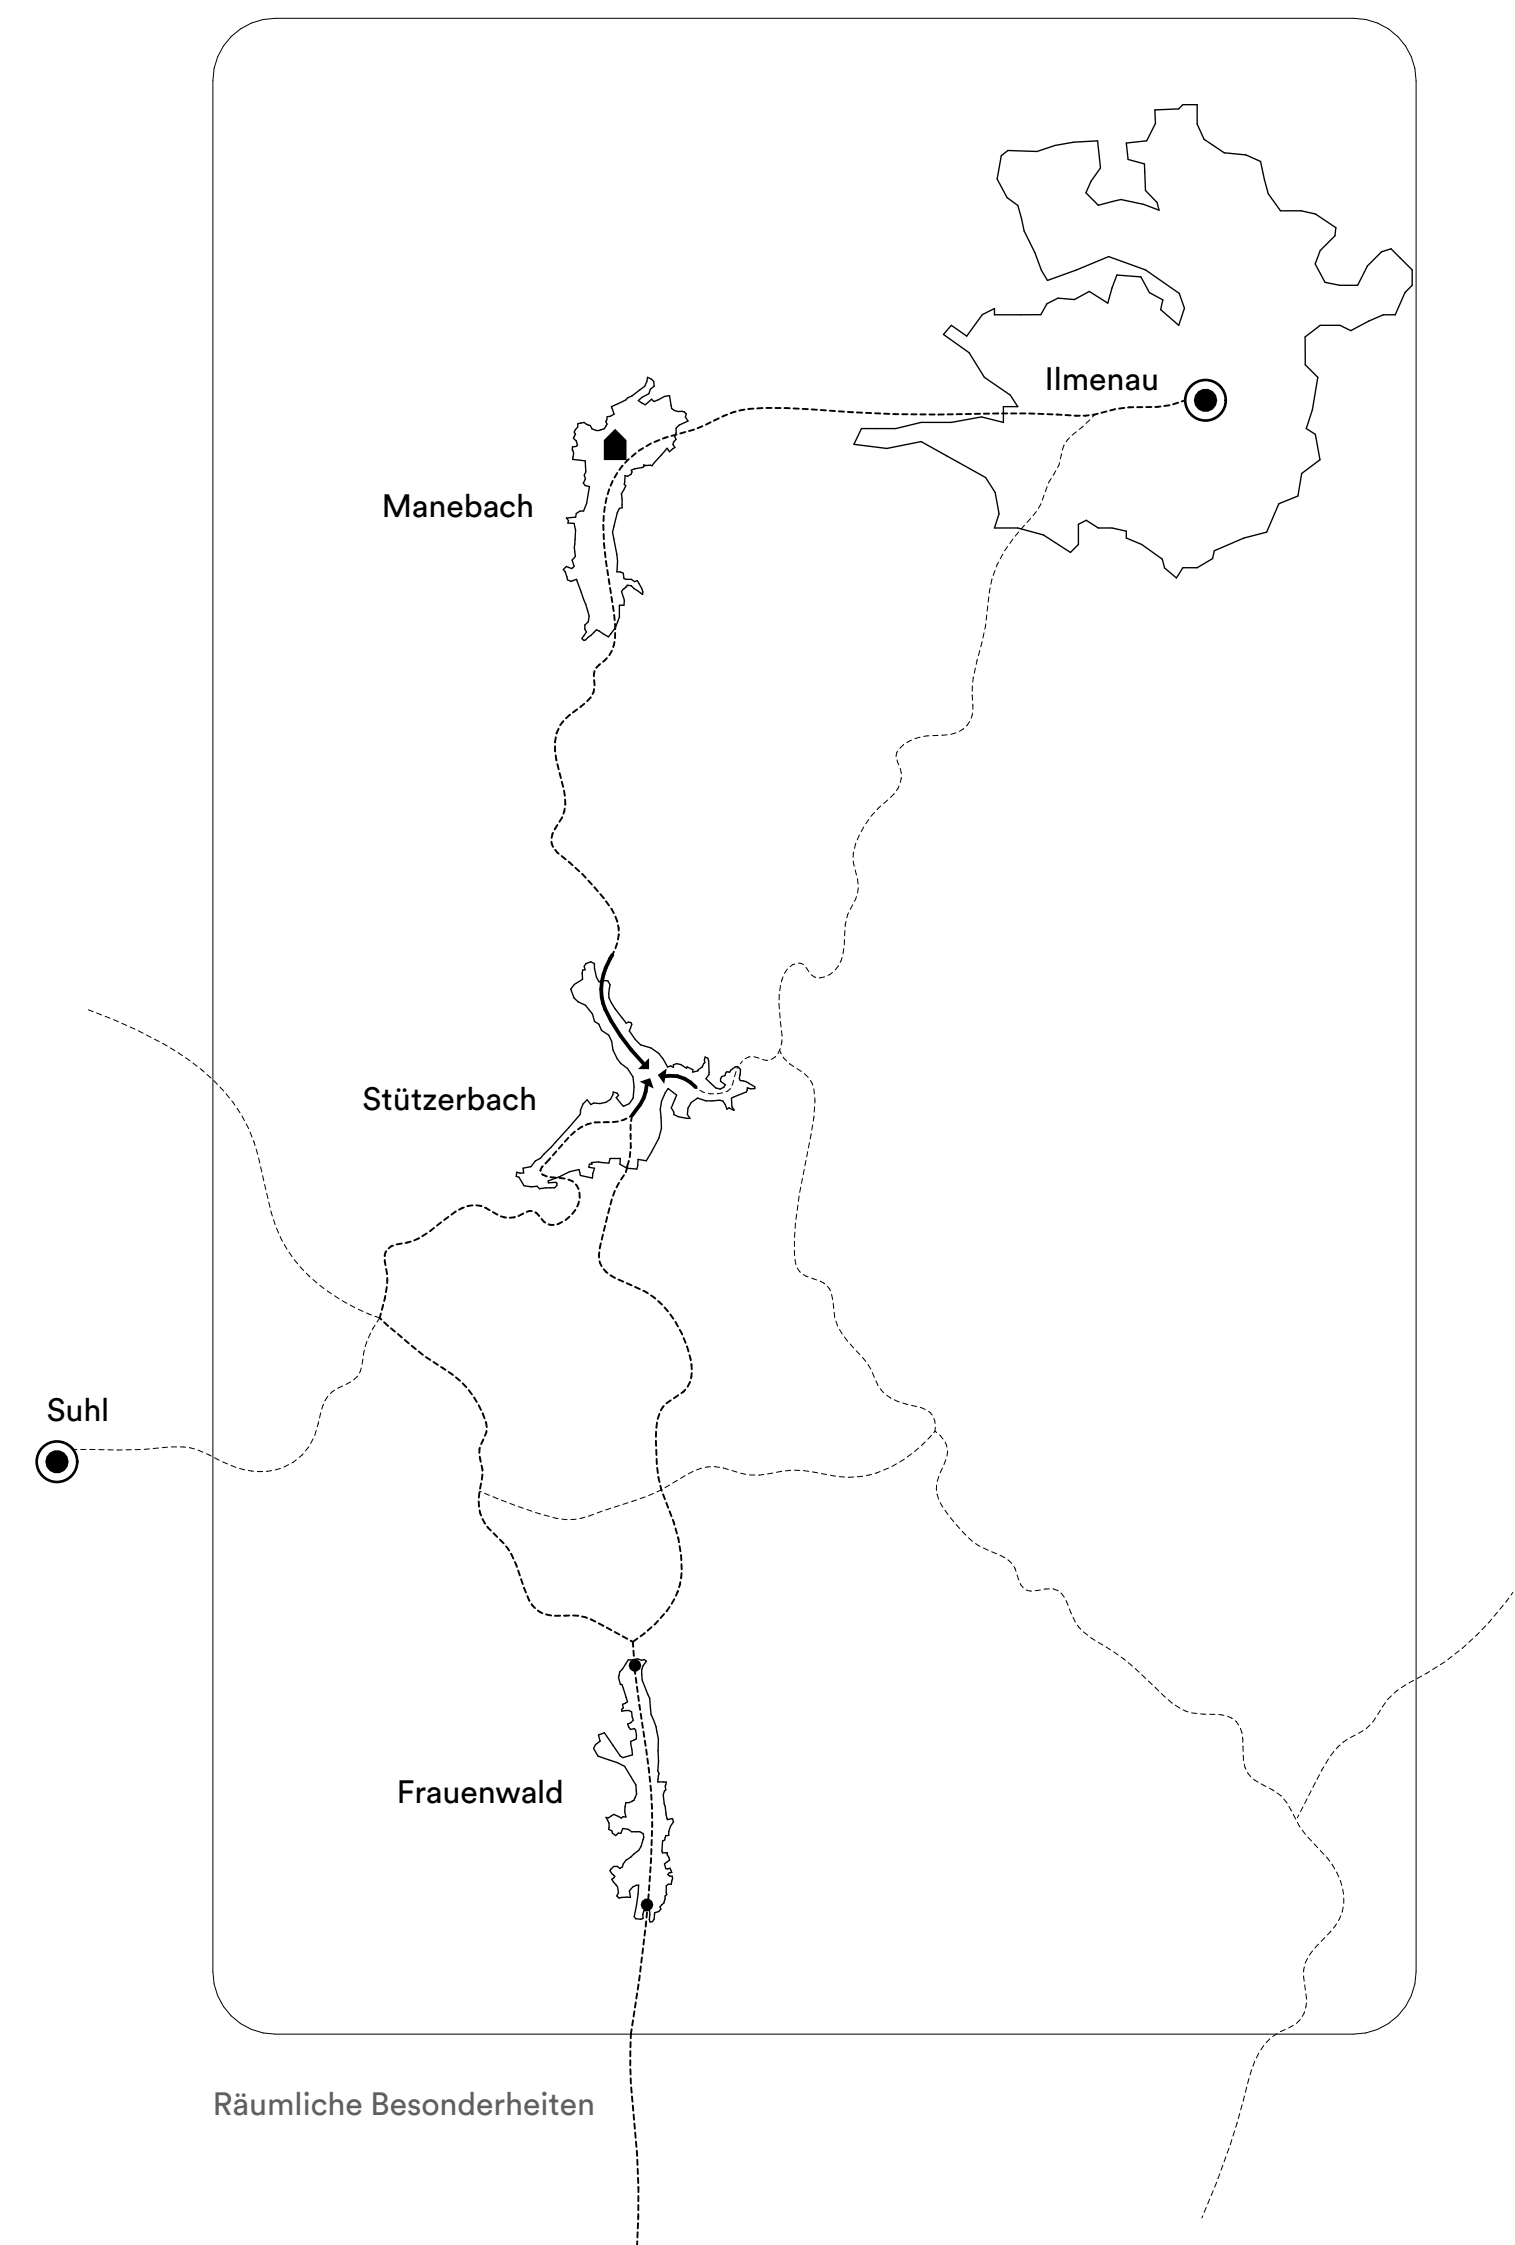 Ilmenau
Manebach
Stützerbach
Suhl
Frauenwald
Räumliche Besonderheiten